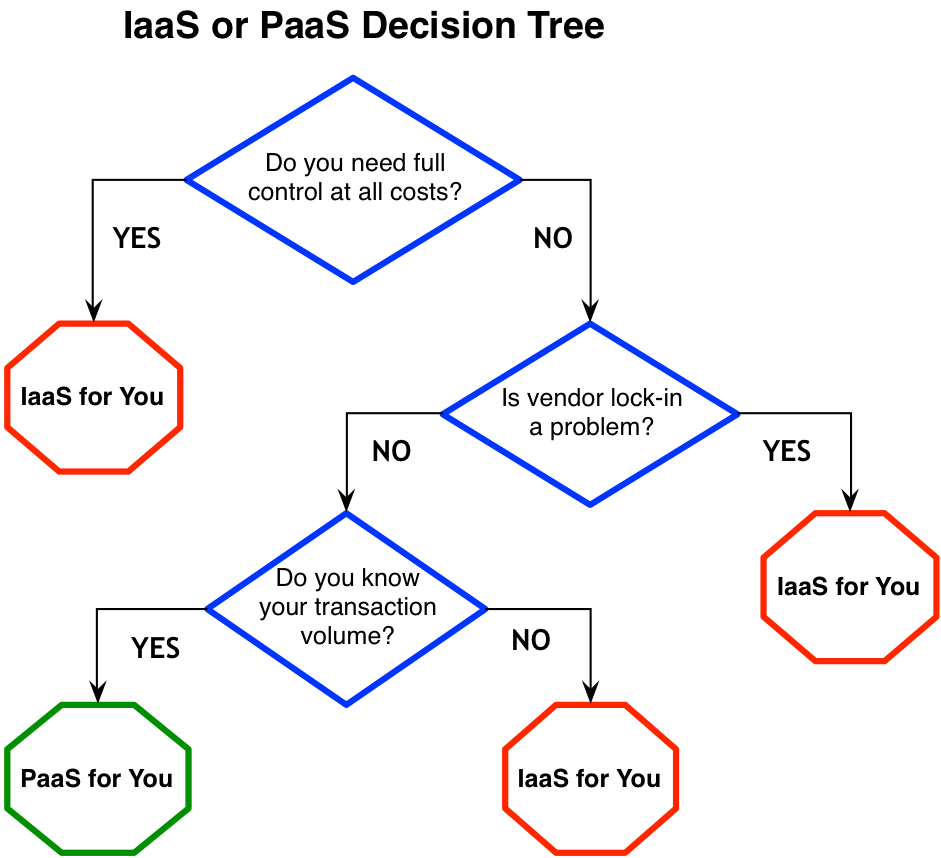 IaaS or PaaS Decision Tree
Do you need full
control at all costs?
YES
NO
IaaS for You
Is vendor lock-in
a problem?
NO
YES
Do you know
your transaction
volume?
IaaS for You
YES
NO
PaaS for You
IaaS for You